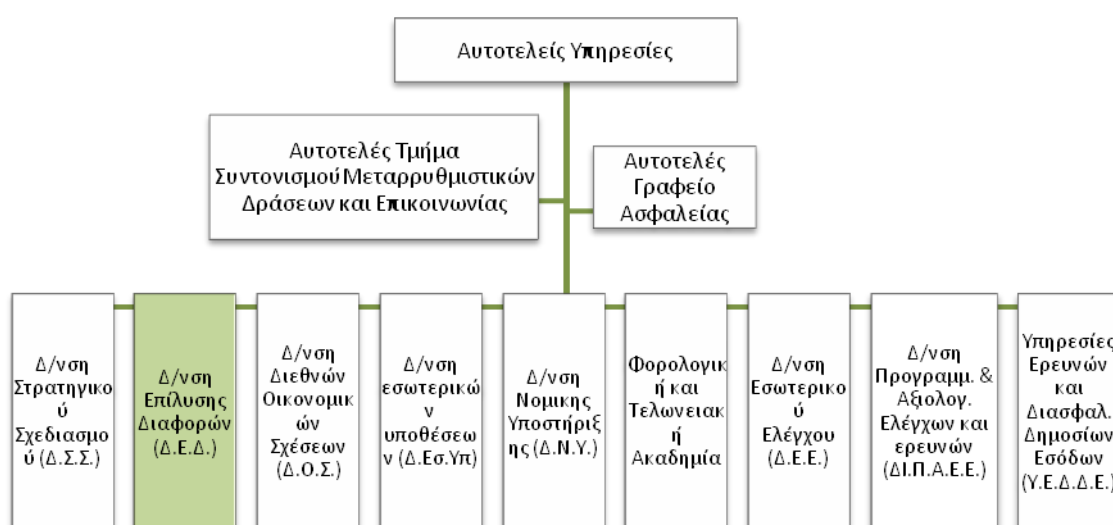 Αυτοτελείς Υπηρεσίες
Αυτοτελές Τμήμα
Συντονισμού Μεταρρυθμιστικών
Δράσεων και Επικοινωνίας
Αυτοτελές
Γραφείο
Ασφαλείας
Δ/νση
Στρατηγικο
ύ
Σχεδιασμο
ύ (Δ.Σ.Σ.)
Δ/νση
Επίλυσης
Διαφορών
(Δ.Ε.Δ.)
Δ/νση
Διεθνών
Οικονομικ
ών
Σχέσεων
(Δ.Ο.Σ.)
Δ/νση
εσωτερικώ
ν
υποθέσεω
ν (Δ.Εσ.Υπ)
Δ/νση
Νομικης
Υποστήριξ
ης (Δ.Ν.Υ.)
Φορολογικ
ή και
Τελωνειακ
ή
Ακαδημία
Δ/νση
Εσωτερικο
ύ
Ελέγχου
(Δ.Ε.Ε.)
Δ/νση
Προγραμμ. &
Αξιολογ.
Ελέγχων και
ερευνών
(ΔΙ.Π.Α.Ε.Ε.)
Υπηρεσίες
Ερευνών
και
Διασφαλ.
Δημοσίων
Εσόδων
(Υ.Ε.Δ.Δ.Ε.)